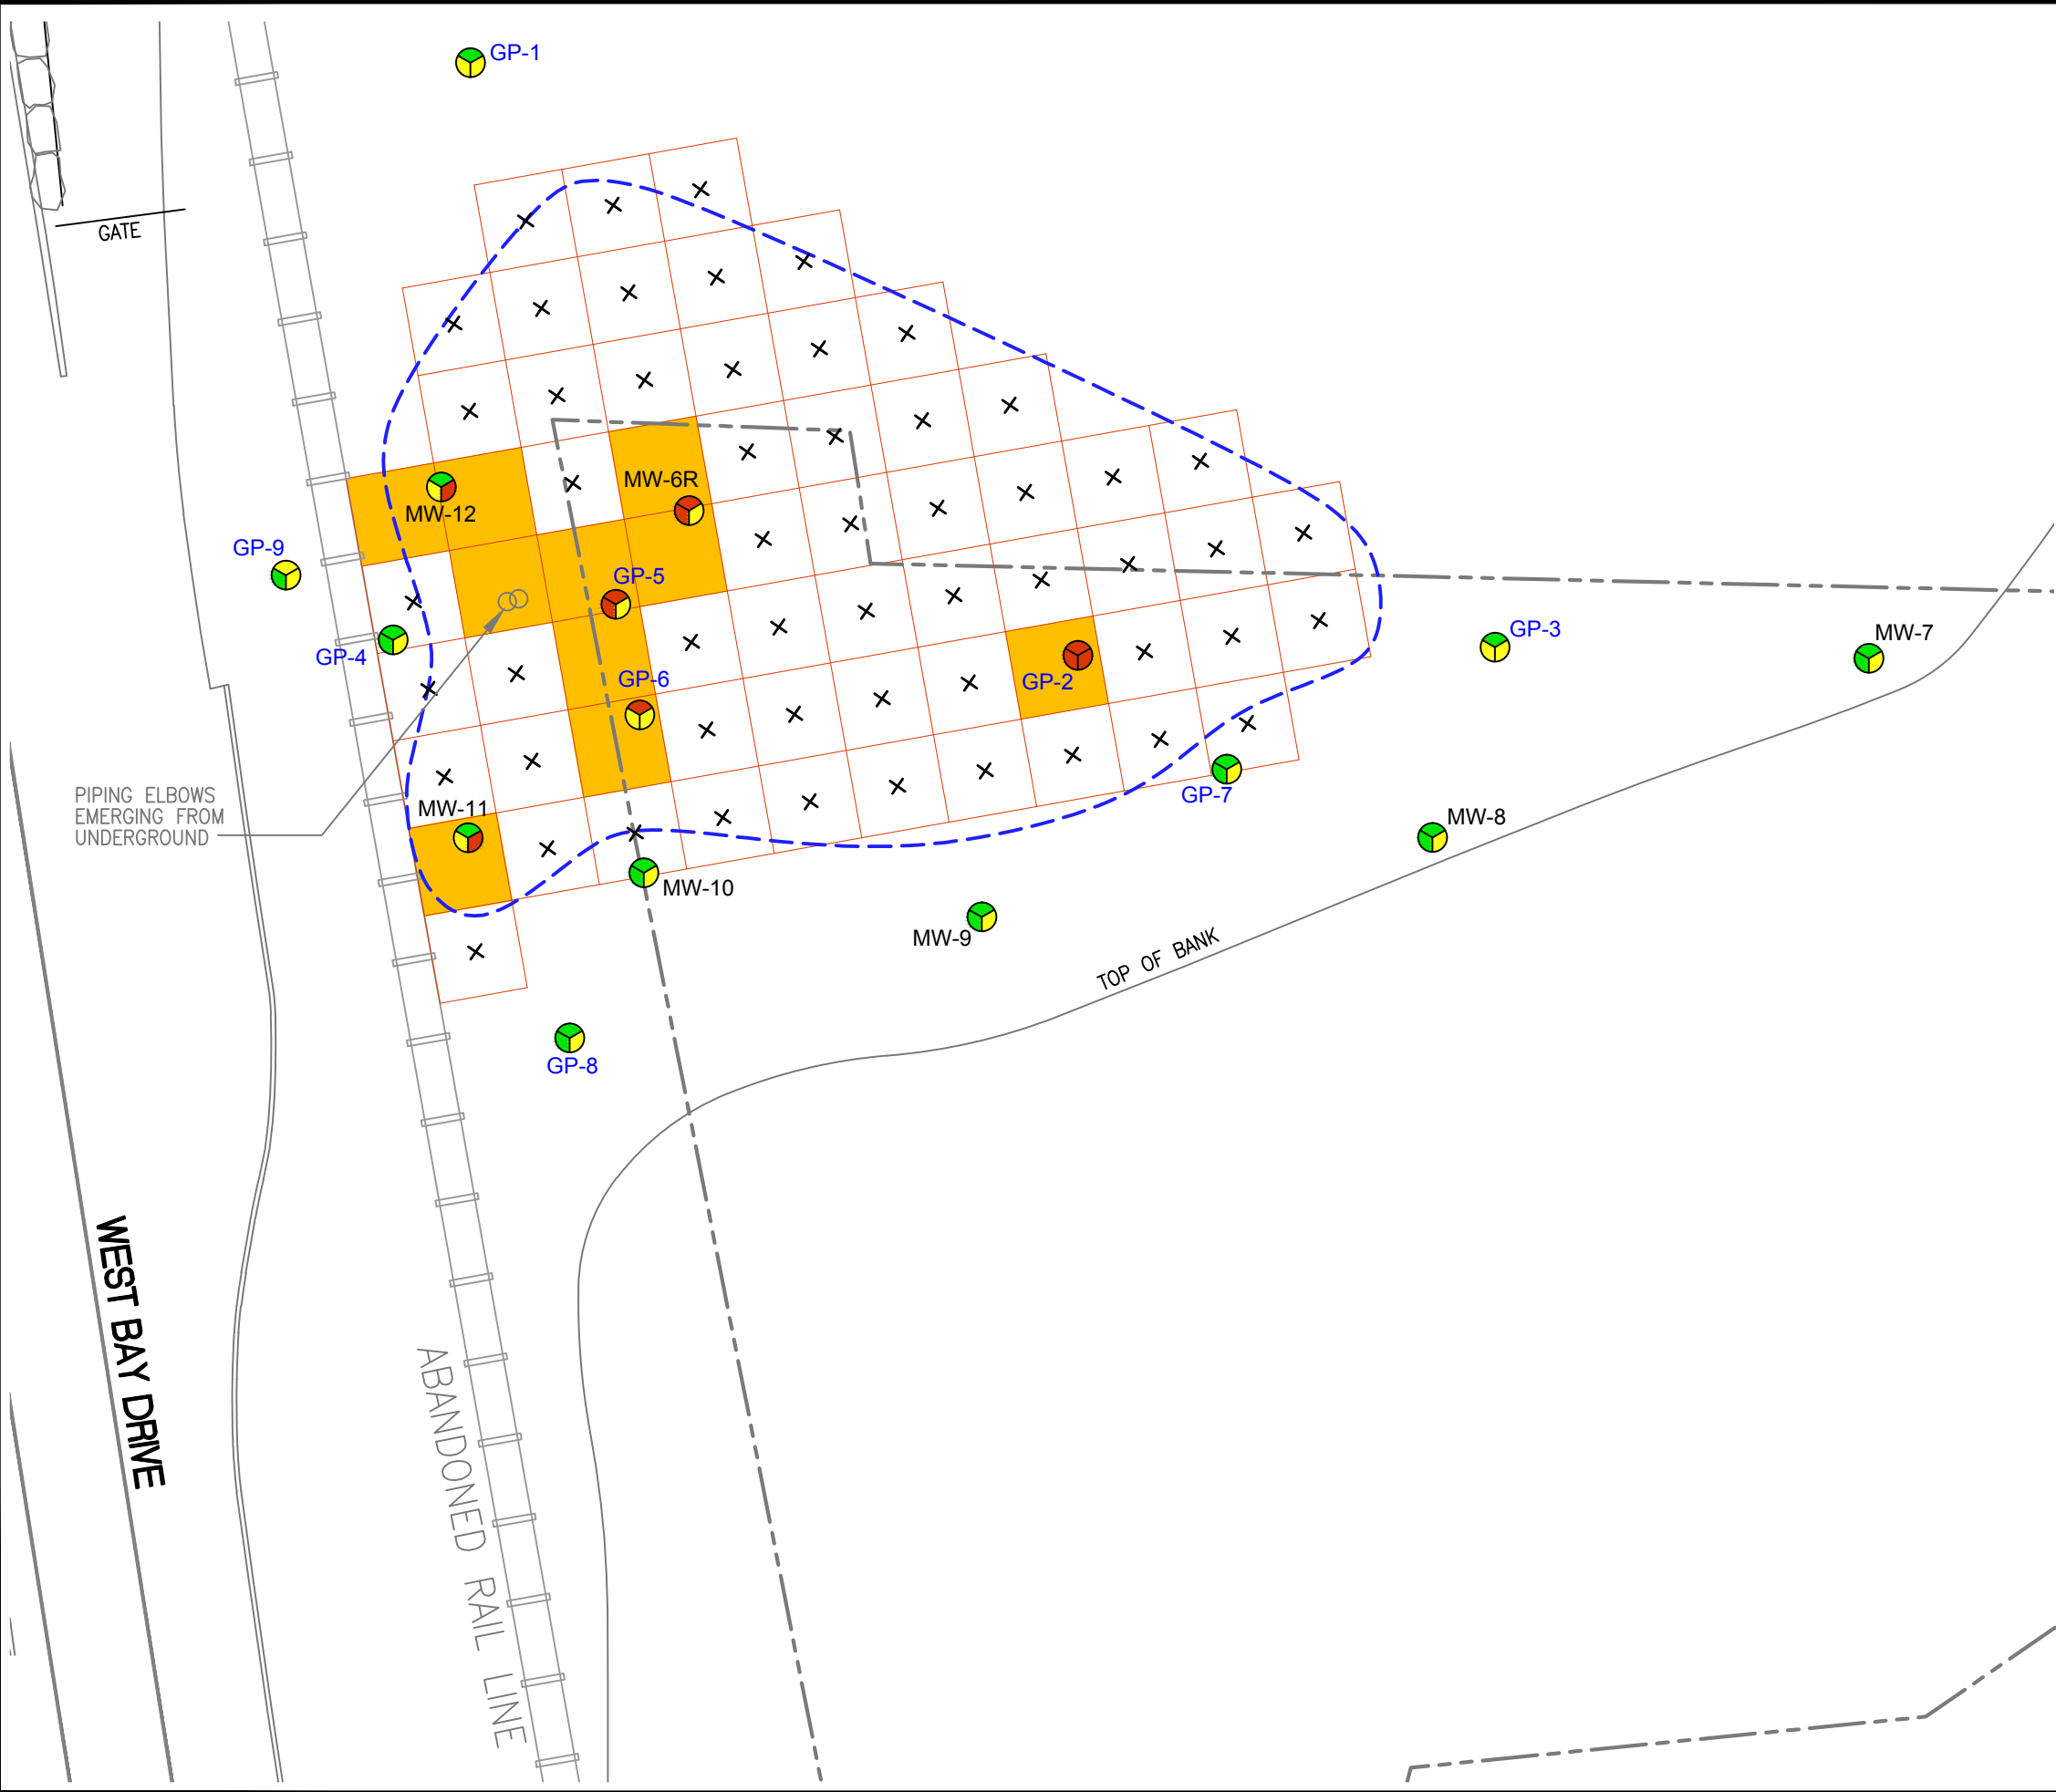 GP-1
GATE
MW-6R
MW-12
GP-9
GP-5
GP-4
GP-3
MW-7
GP-6
GP-2
PIPING ELBOWS
EMERGING FROM
UNDERGROUND
MW-11
GP-7
MW-8
MW-10
MW-9
TOP OF BANK
GP-8
WEST BAY DRIVE
ABANDONED RAIL LINE